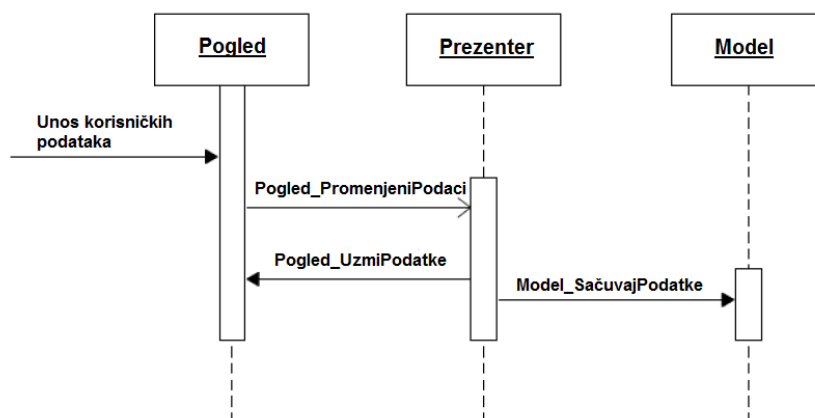 Pogled
Prezenter
Model
Unos korisničkih
podataka
Pogled_PromenjeniPodaci
Pogled_UzmiPodatke
Model_SačuvajPodatke